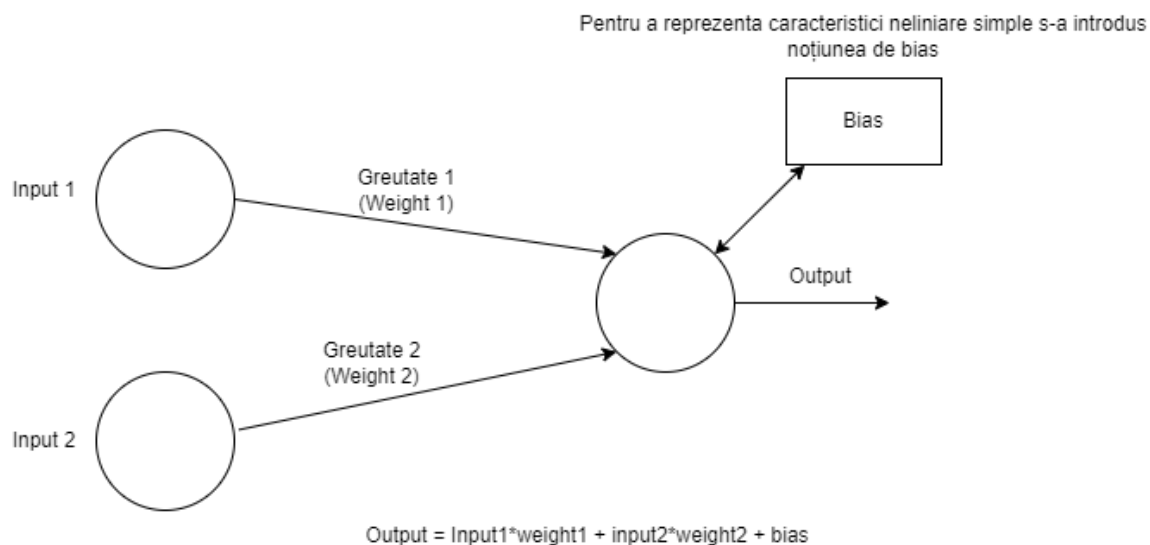 Pentru a reprezenta caracteristici neliniare simple s-a introdus
noțiunea de bias
Bias
Input 1
Greutate 1
(Weight 1)
Output
Greutate 2
(Weight 2)
Input 2
Output = Input1*weight1 + input2*weight2 + bias